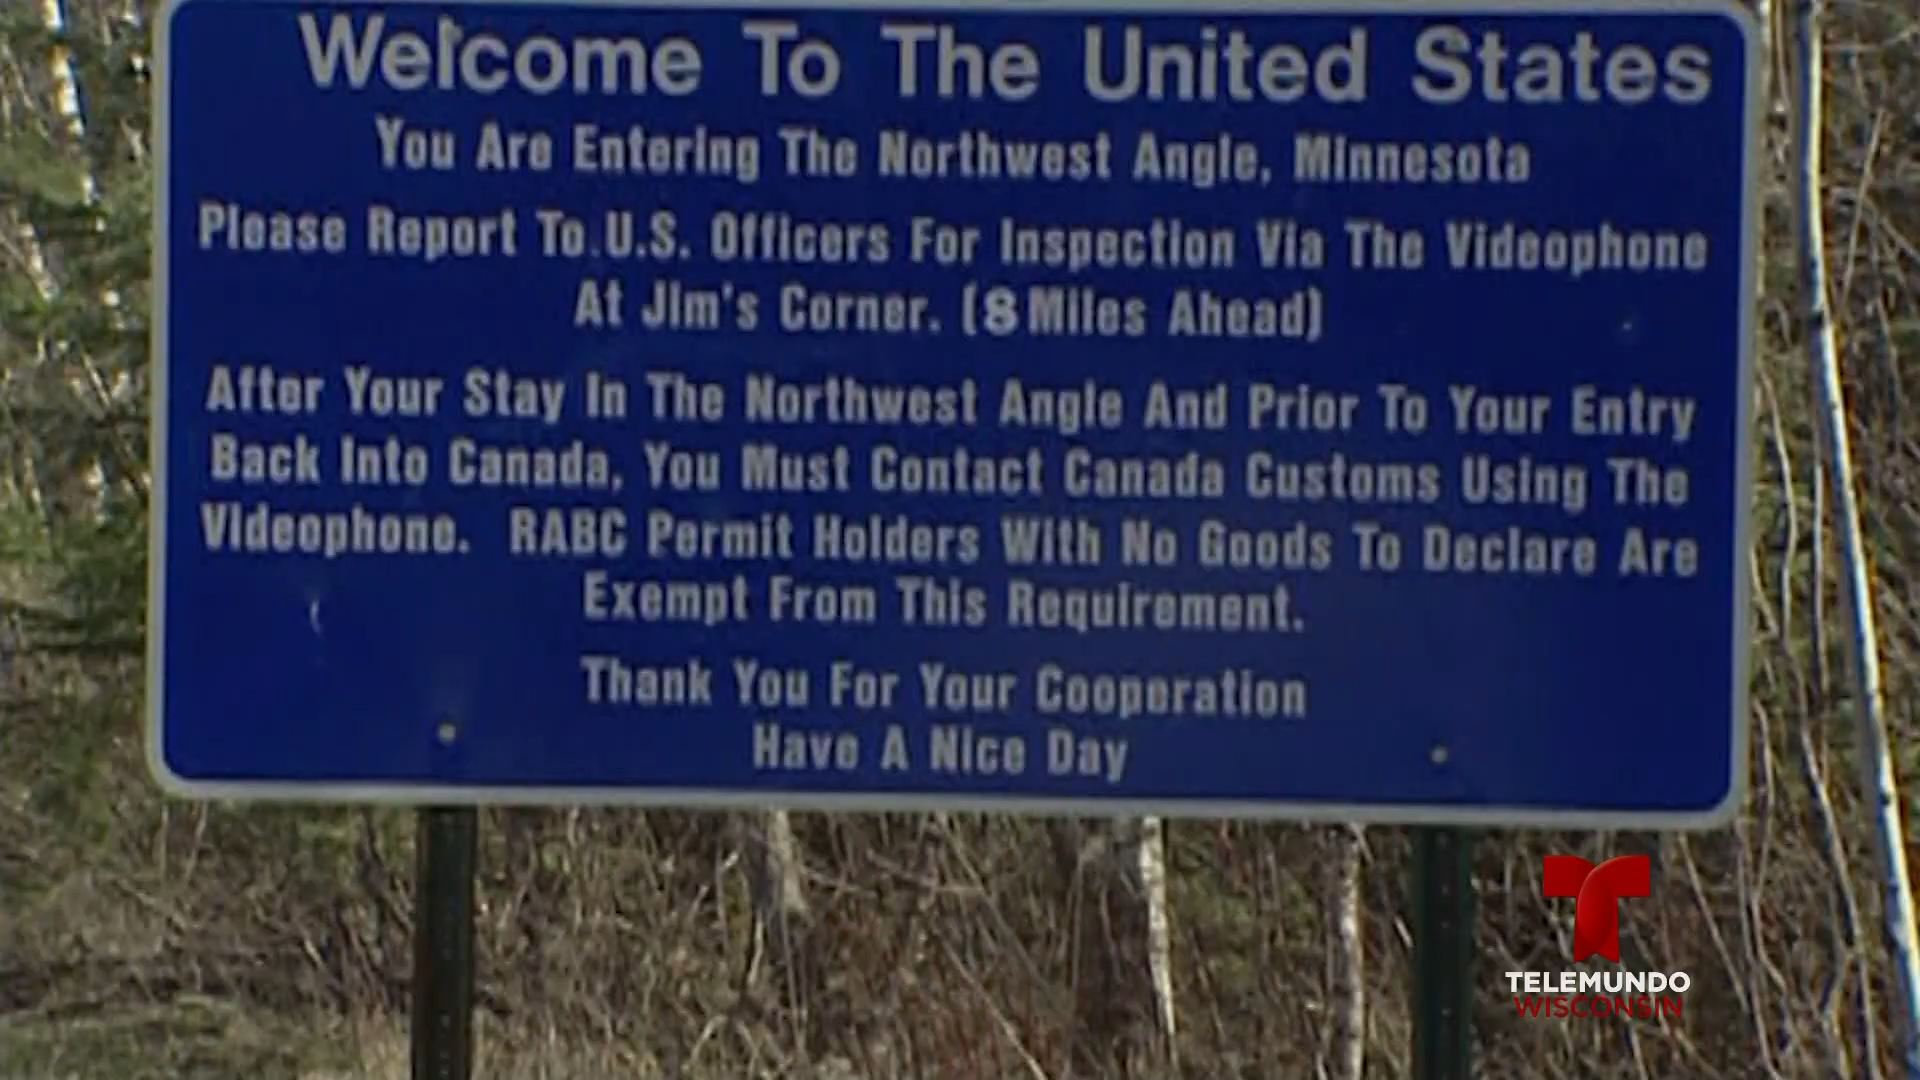 Welcome To The United States
You Are Entering The Northwest Angle, Minnesota
Please Report To U.S. Officers For Inspection Via The Videophone
At Jim's Corner. (8 Miles Ahead)
After Your Stay In The Northwest Angle And Prior To Your Entry
Back Into Canada, You Must Contact Canada Customs Using The
Videophone. RABC Permit Holders With No Goods To Declare Are
Exempt From This Requirement.
Thank You For Your Cooperation
Have A Nice Day
TELEMUNDO
WISCONSIN